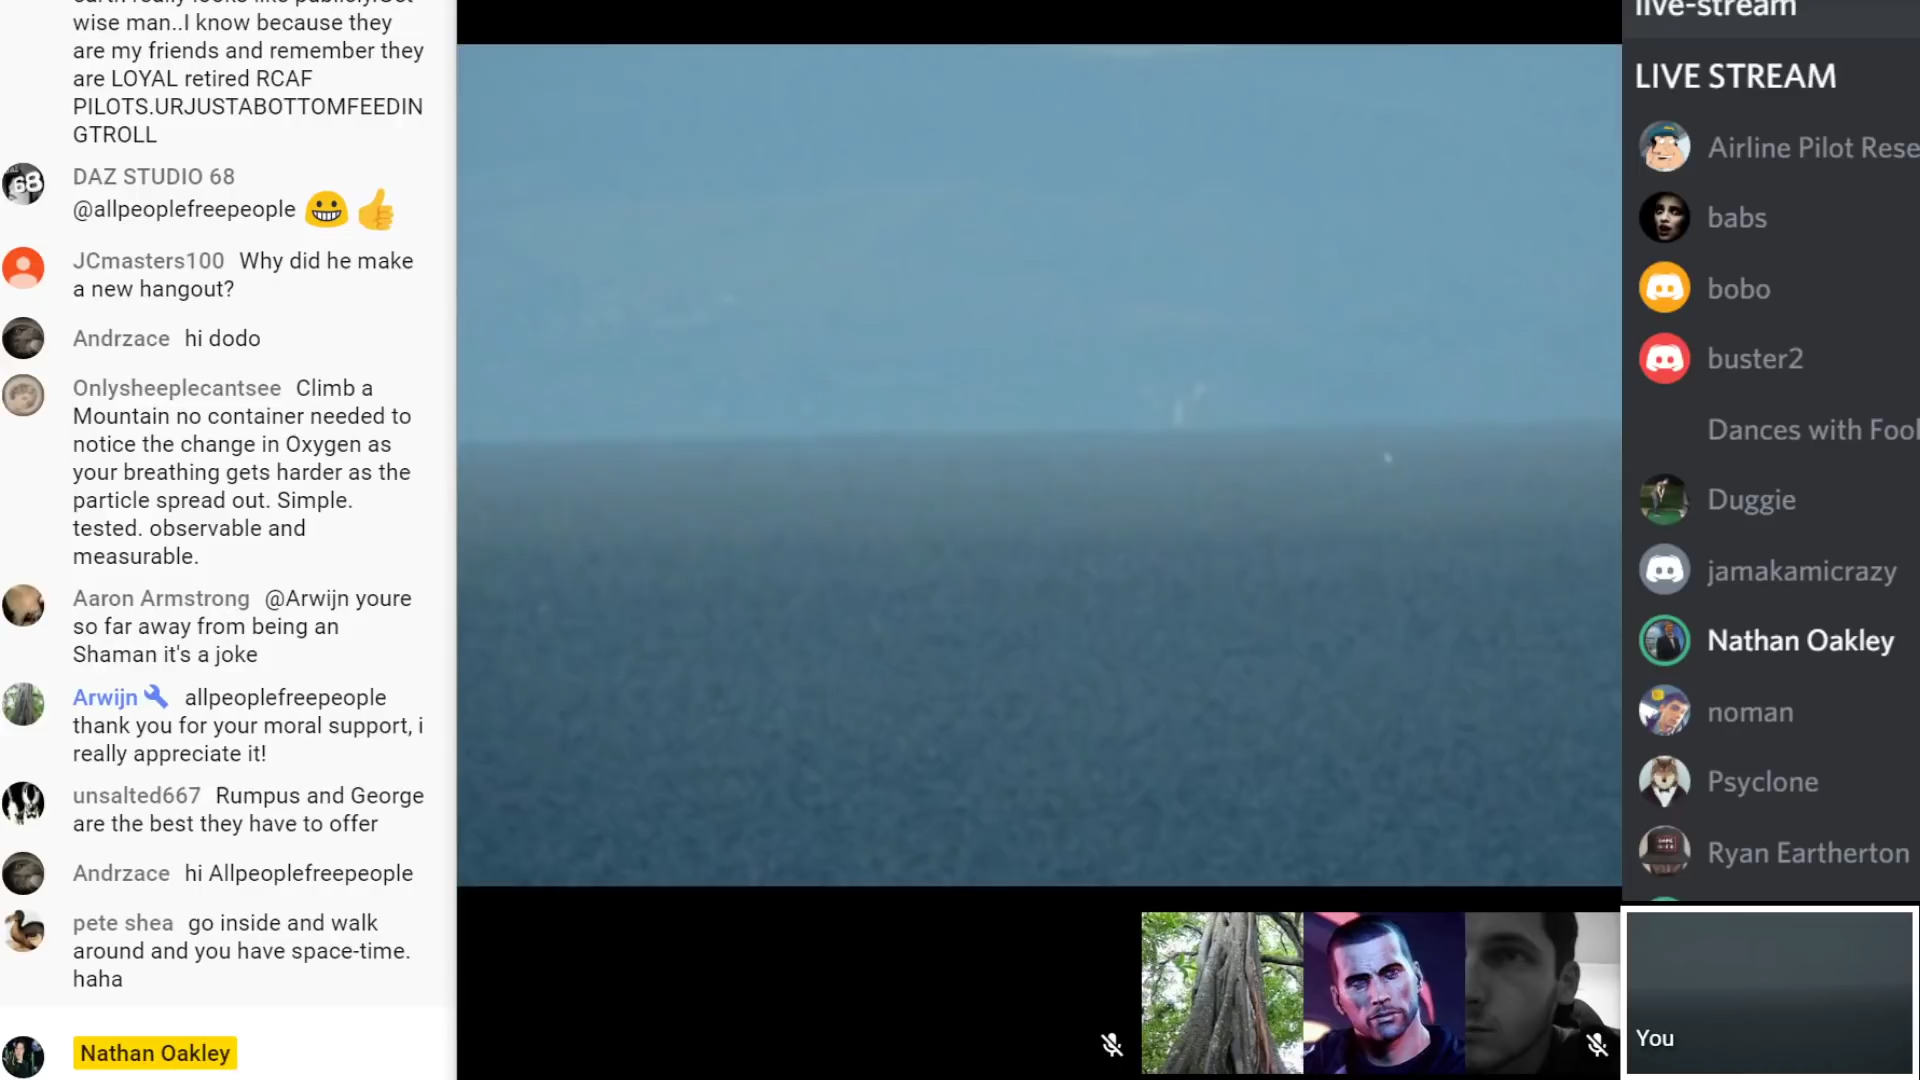 wise man..I know because they
are my friends and remember they
are LOYAL retired RCAF
PILOTS.URJUSTABOTTOMFEEDIN
GTROLL
DAZ STUDIO 68
@allpeoplefreepeople
JCmasters100 Why did he make
a new hangout?
Andrzace hi dodo
Onlysheeplecantsee Climb a
Mountain no container needed to
notice the change in Oxygen as
your breathing gets harder as the
particle spread out. Simple.
tested. observable and
measurable.
Aaron Armstrong @Arwijn youre
so far away from being an
Shaman it's a joke
Arwijn allpeoplefreepeople
thank you for your moral support, i
really appreciate it!
unsalted667 Rumpus and George
are the best they have to offer
Andrzace hi Allpeoplefreepeople
pete shea go inside and walk
around and you have space-time.
haha
Nathan Oakley
68
live-stream
LIVE STREAM
Airline Pilot Rese
babs
bobo
buster2
Dances with Fool
Duggie
jamakamicrazy
Nathan Oakley
noman
Psyclone
Ryan Eartherton
You